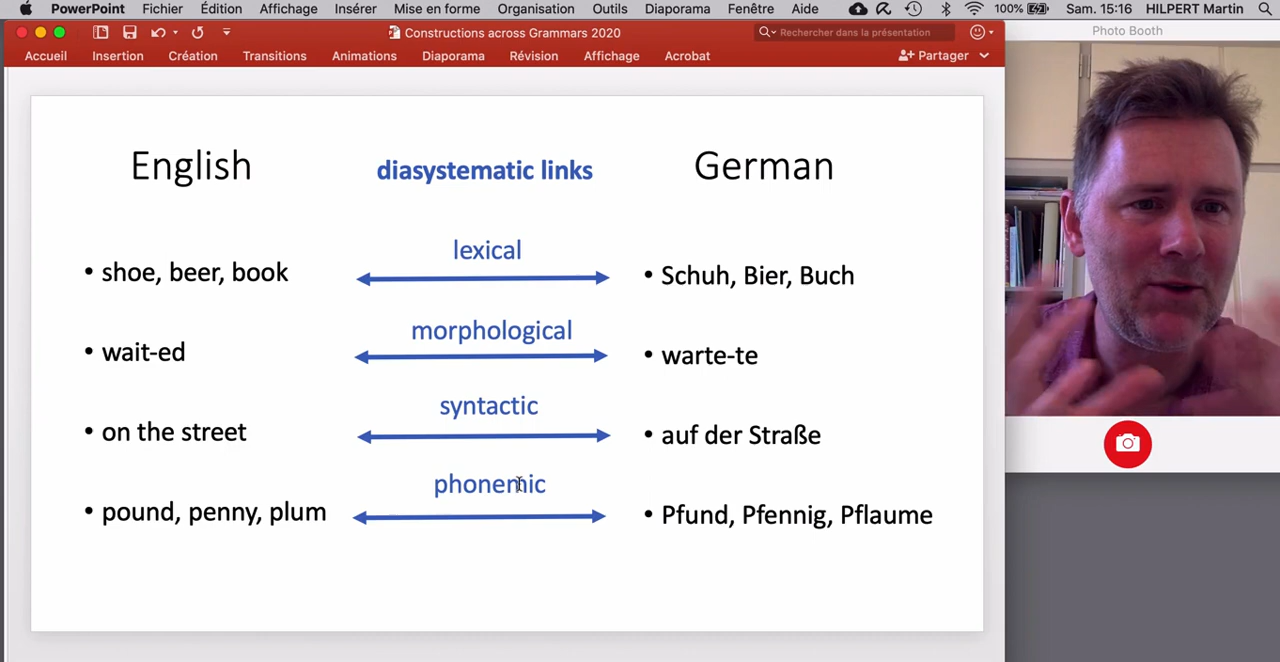 PowerPoint Fichier Édition Affichage Insérer Mise en forme Organisation Outils Diaporama Fenêtre Aide 100% Sam. 15:16 HILPERT Martin
Constructions across Grammars 2020
Rechercher dans la présentation
Photo Booth
Accueil Insertion Création Transitions Animations Diaporama Révision Affichage Acrobat Partager
English diasystematic links German
lexical
• shoe, beer, book • Schuh, Bier, Buch
morphological
• wait-ed • warte-te
syntactic
• on the street • auf der Straße
phonemic
• pound, penny, plum • Pfund, Pfennig, Pflaume